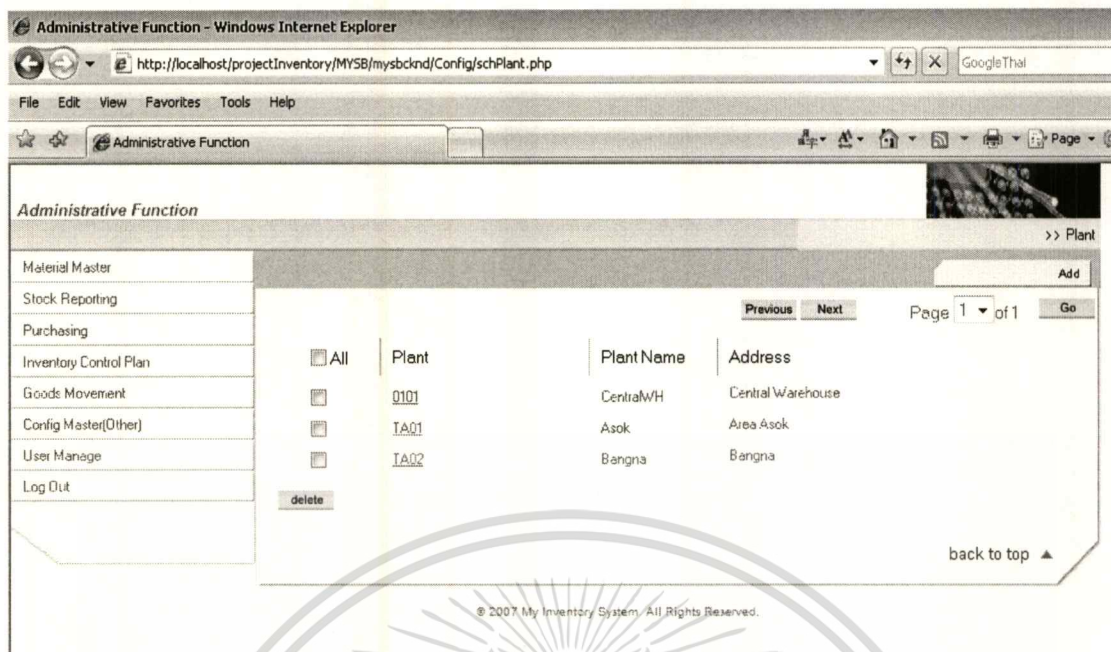 Administrative Function - Windows Internet Explorer
http://localhost/projectInventory/MYSB/mysbcknd/Config/schPlant.php
GoogleThai
File Edit View Favorites Tools Help
Administrative Function
Page
Administrative Function
>> Plant
Material Master
Stock Reporting
Purchasing
Inventory Control Plan
Goods Movement
Config Master(Other)
User Manage
Log Out
Add
Previous Next Page 1 of 1 Go
All Plant Plant Name Address
0101 CentralWH Central Warehouse
TA01 Asok Area Asok
TA02 Bangna Bangna
delete
back to top ▲
© 2007 My Inventory System. All Rights Reserved.